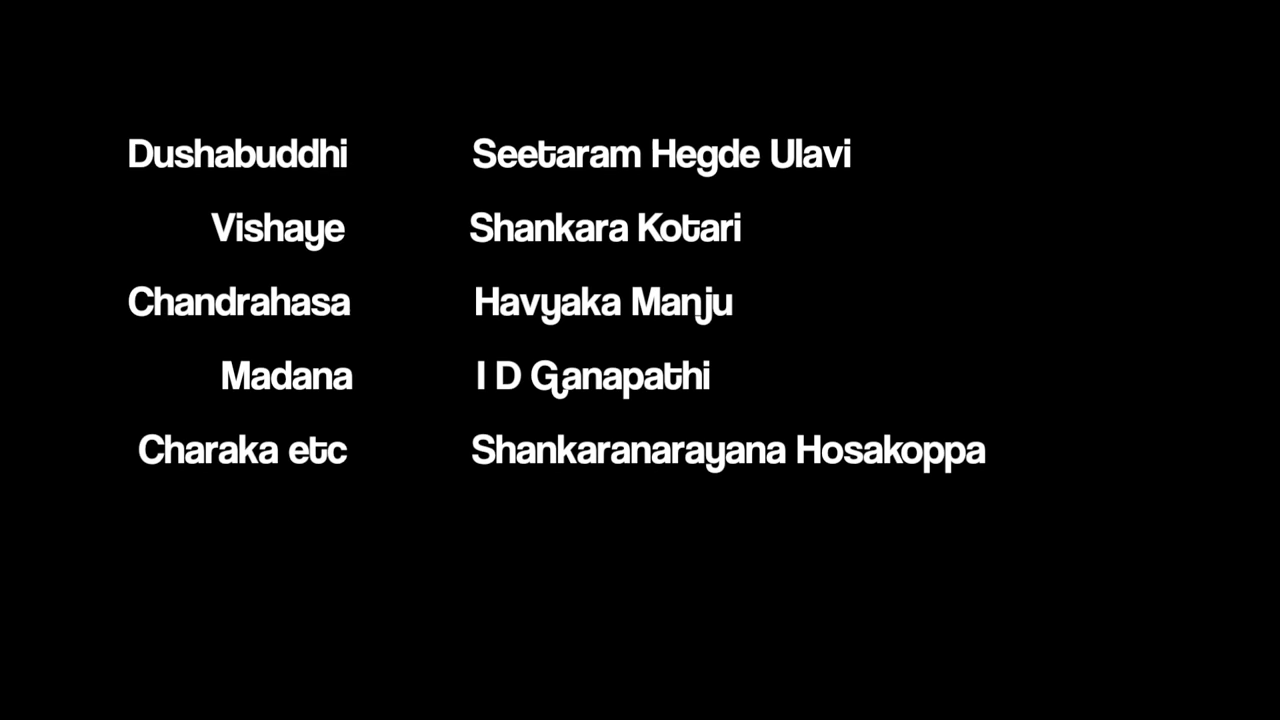 Dushabuddhi Seetaram Hegde Ulavi
Vishaye Shankara Kotari
Chandrahasa Havyaka Manju
Madana I D Ganapathi
Charaka etc Shankaranarayana Hosakoppa